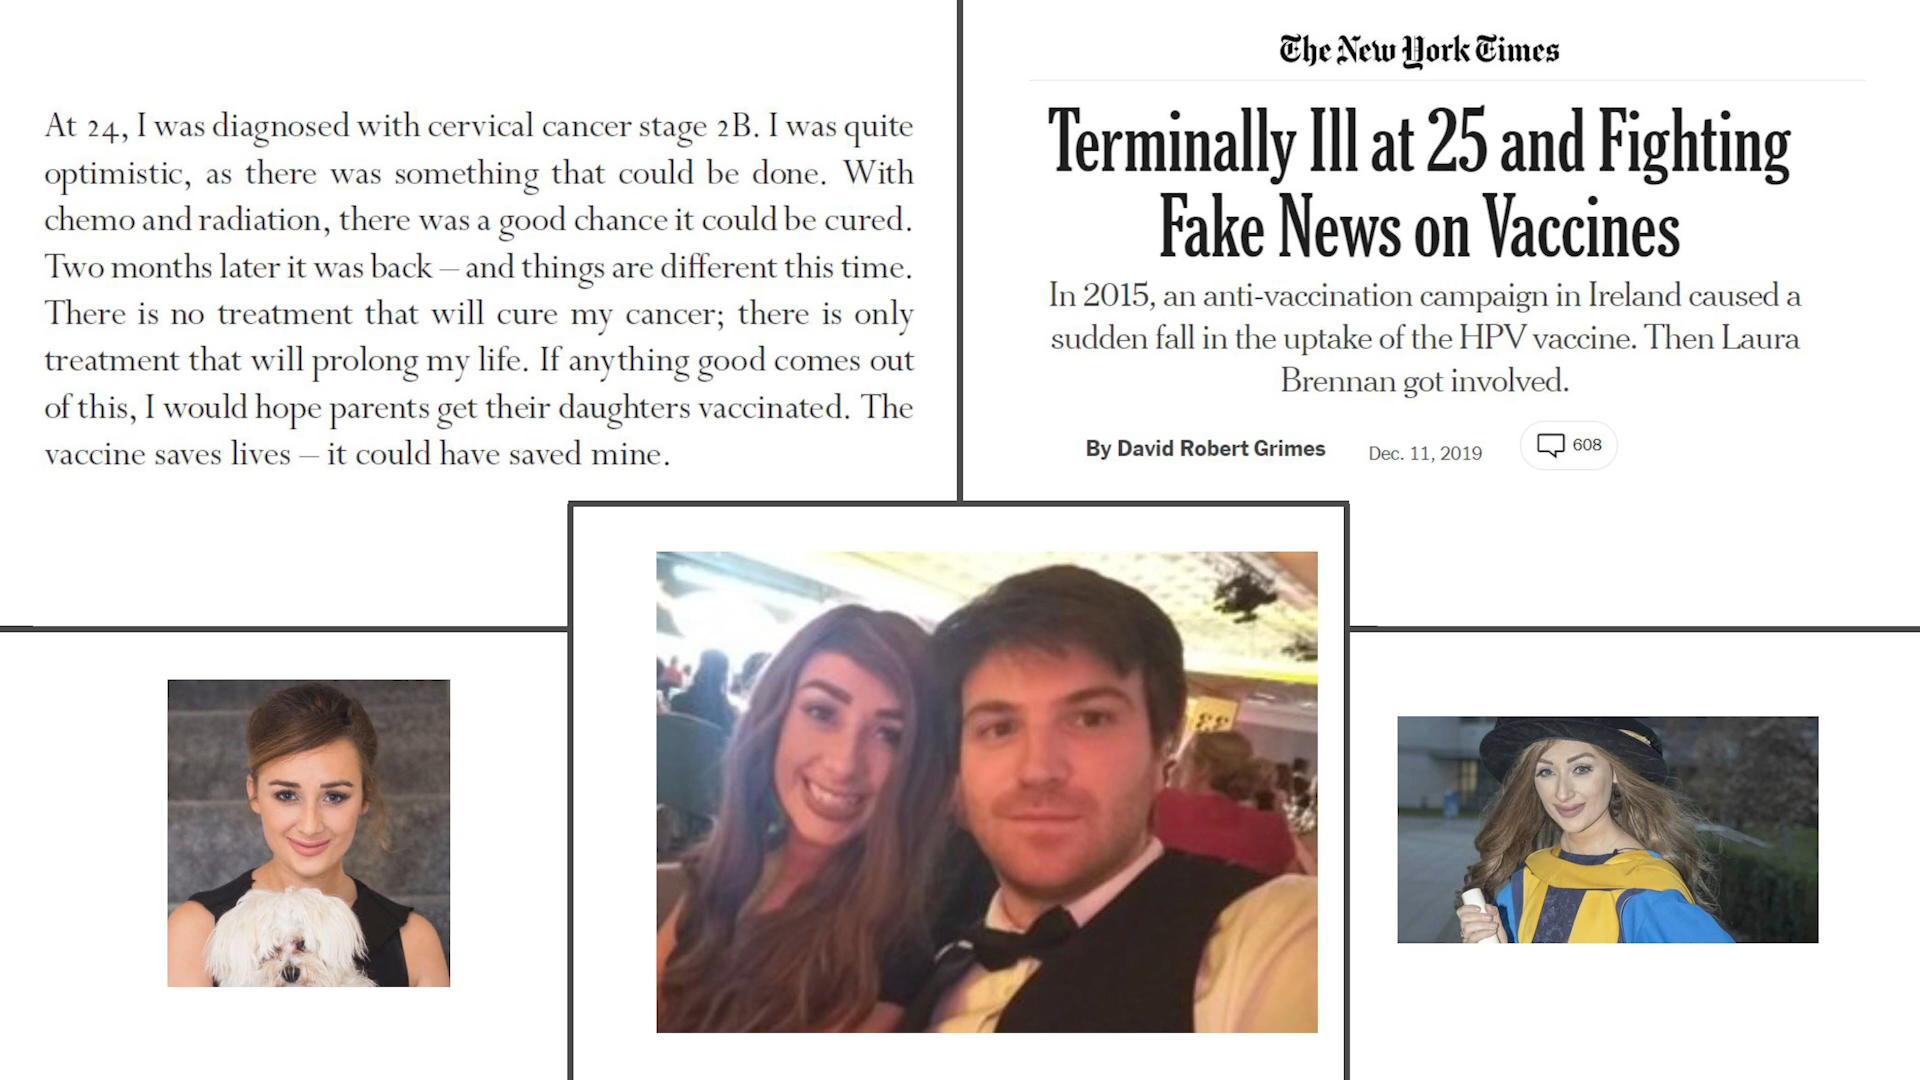 At 24, I was diagnosed with cervical cancer stage 2B. I was quite
optimistic, as there was something that could be done. With
chemo and radiation, there was a good chance it could be cured.
Two months later it was back – and things are different this time.
There is no treatment that will cure my cancer; there is only
treatment that will prolong my life. If anything good comes out
of this, I would hope parents get their daughters vaccinated. The
vaccine saves lives – it could have saved mine.
The New York Times
Terminally Ill at 25 and Fighting
Fake News on Vaccines
In 2015, an anti-vaccination campaign in Ireland caused a
sudden fall in the uptake of the HPV vaccine. Then Laura
Brennan got involved.
By David Robert Grimes Dec. 11, 2019 608